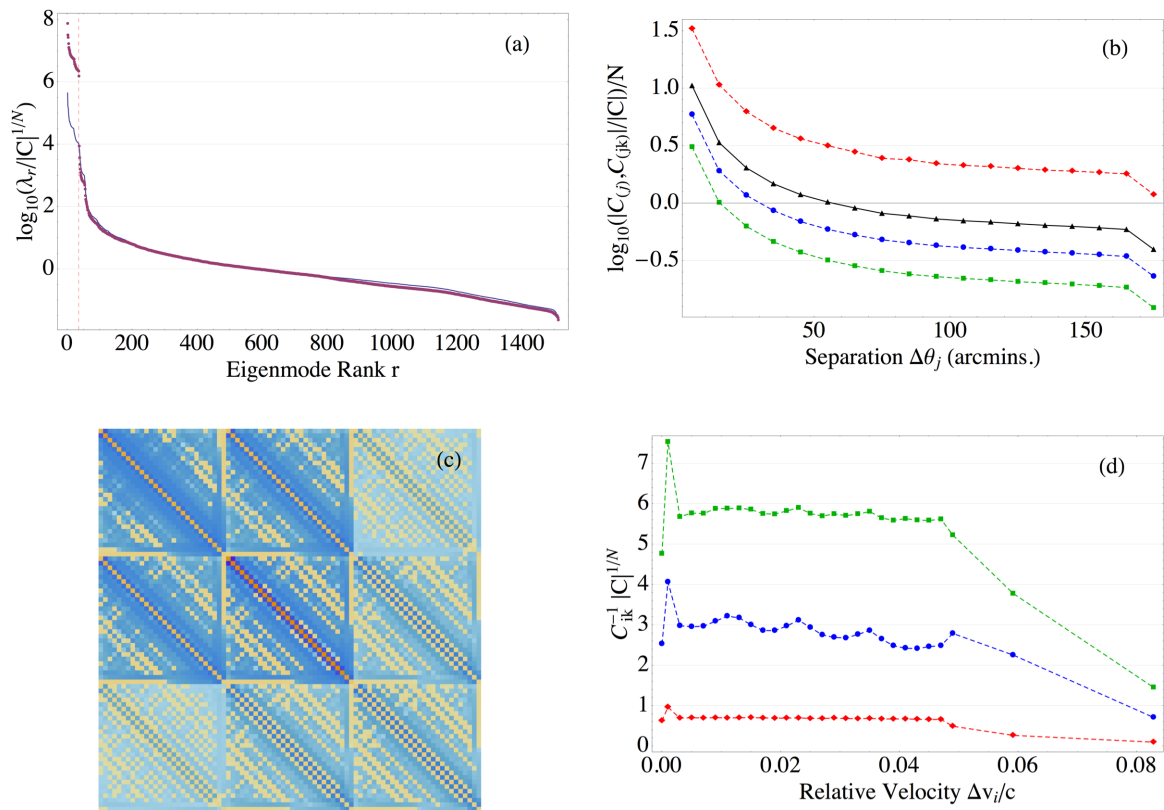 (a)
8
6
4
2
0
log₁₀(λᵣ/|C|^{1/N})
0 200 400 600 800 1000 1200 1400
Eigenmode Rank r
(b)
1.5
1.0
0.5
0.0
−0.5
log₁₀(|C₍ⱼ₎,C₍ⱼₖ₎|/|C|)/N
50 100 150
Separation Δθⱼ (arcmins.)
(c)
(d)
7
6
5
4
3
2
1
0
C_{ik}^{−1} |C|^{1/N}
0.00 0.02 0.04 0.06 0.08
Relative Velocity Δvᵢ/c